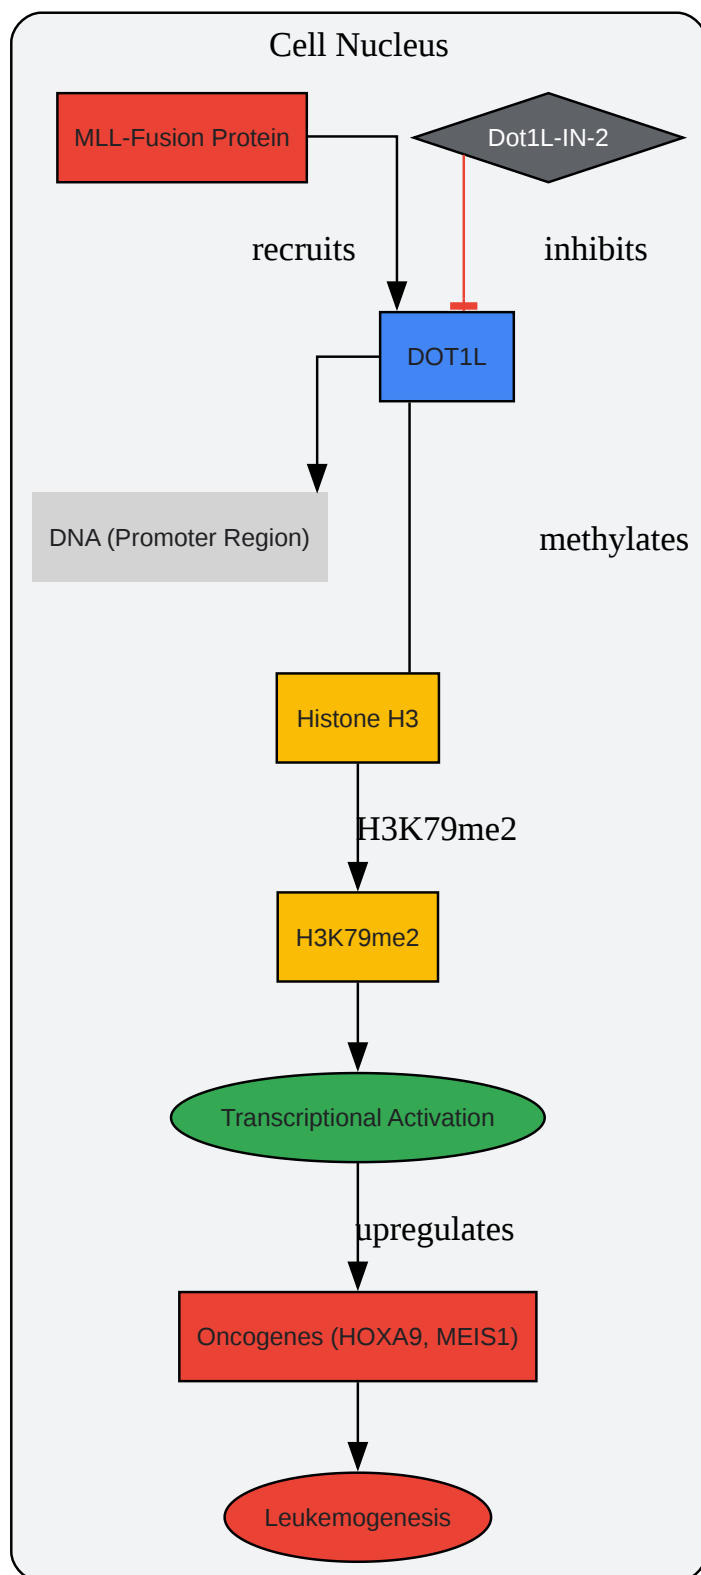 Cell Nucleus
MLL-Fusion Protein
Dot1L-IN-2
recruits
inhibits
DOT1L
DNA (Promoter Region)
methylates
Histone H3
H3K79me2
H3K79me2
Transcriptional Activation
upregulates
Oncogenes (HOXA9, MEIS1)
Leukemogenesis